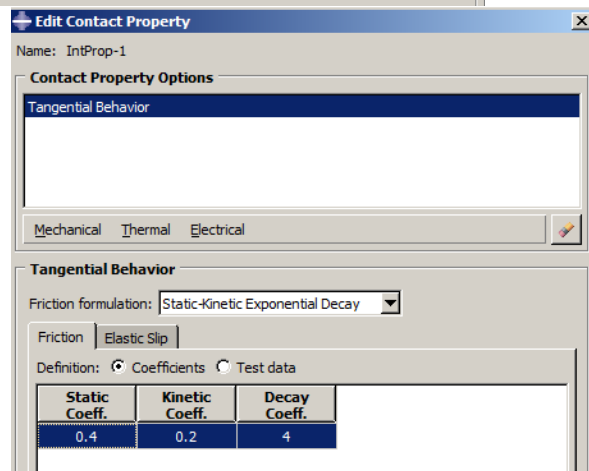 Edit Contact Property
Name: IntProp-1
Contact Property Options
Tangential Behavior
Mechanical Thermal Electrical
Tangential Behavior
Friction formulation: Static-Kinetic Exponential Decay
Friction Elastic Slip
Definition: Coefficients Test data
Static Kinetic Decay
Coeff. Coeff. Coeff.
0.4 0.2 4